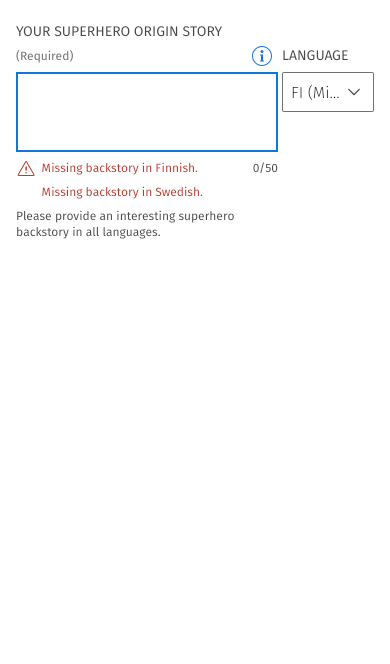 YOUR SUPERHERO ORIGIN STORY
(Required)
LANGUAGE
FI (Mi...
Missing backstory in Finnish.
0/50
Missing backstory in Swedish.
Please provide an interesting superhero
backstory in all languages.